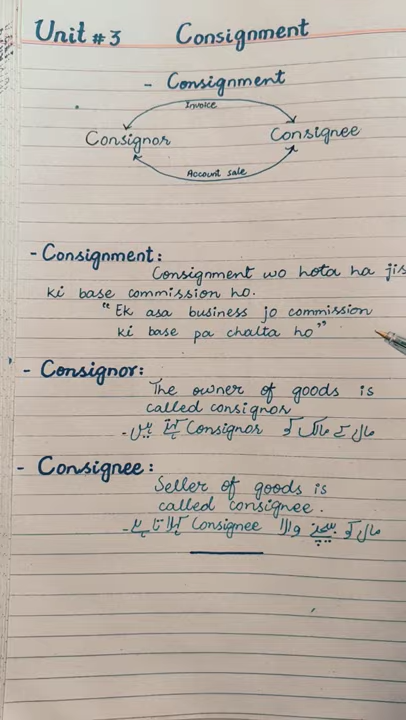 Unit # 3 Consignment
- Consignment
Invoice
Consignor Consignee
Account sale
- Consignment:
Consignment wo hota ha jis
ki base commission ho.
"Ek asa business jo commission
ki base pa chalta ho"
- Consignor:
The owner of goods is
called consignor
مال کے مالک کو Consignor کہتے ہیں۔
- Consignee:
Seller of goods is
called consignee.
مال کو بیچنے والا Consignee کہلاتا ہے۔